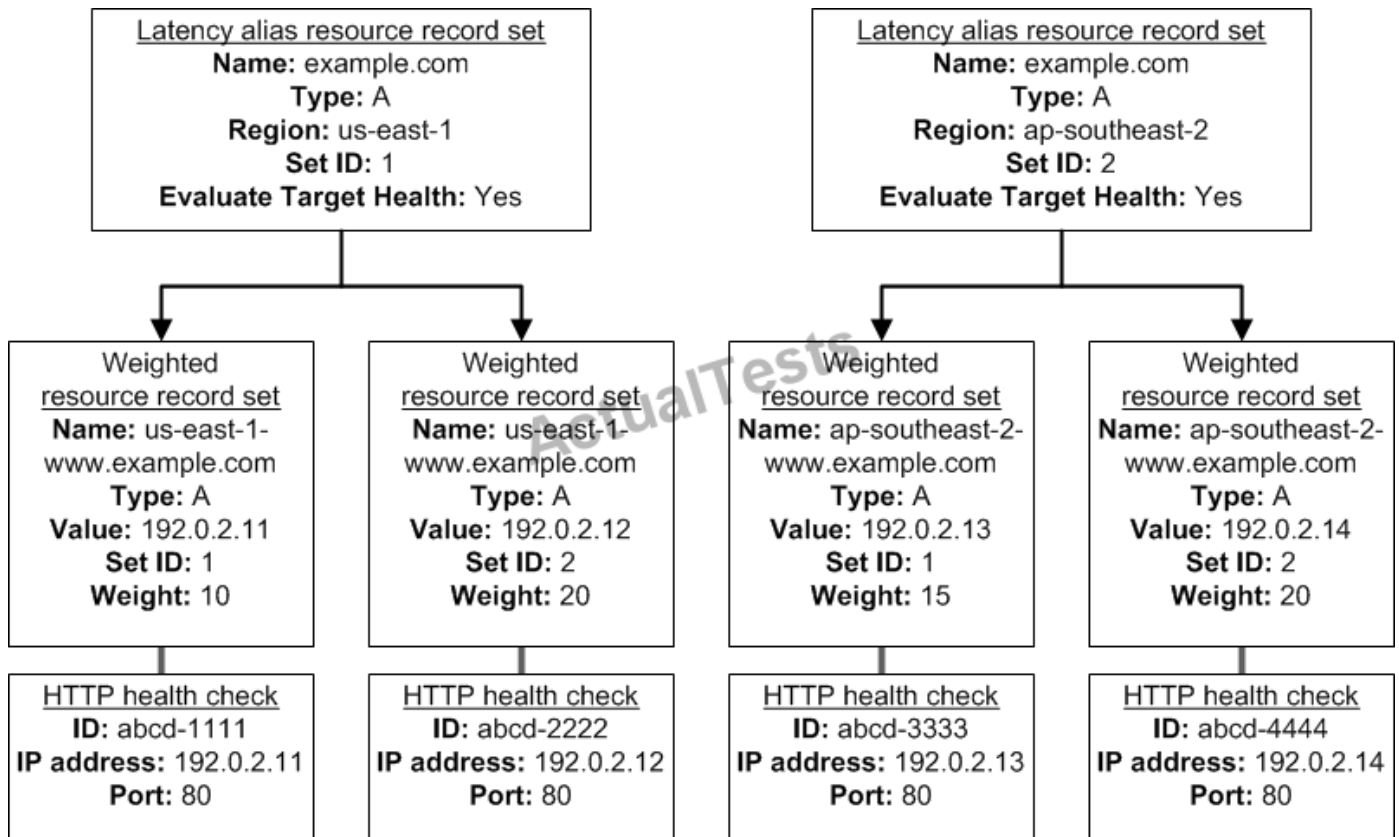 Latency alias resource record set
Name: example.com
Type: A
Region: us-east-1
Set ID: 1
Evaluate Target Health: Yes
Latency alias resource record set
Name: example.com
Type: A
Region: ap-southeast-2
Set ID: 2
Evaluate Target Health: Yes
Weighted
resource record set
Name: us-east-1-
www.example.com
Type: A
Value: 192.0.2.11
Set ID: 1
Weight: 10
Weighted
resource record set
Name: us-east-1-
www.example.com
Type: A
Value: 192.0.2.12
Set ID: 2
Weight: 20
Weighted
resource record set
Name: ap-southeast-2-
www.example.com
Type: A
Value: 192.0.2.13
Set ID: 1
Weight: 15
Weighted
resource record set
Name: ap-southeast-2-
www.example.com
Type: A
Value: 192.0.2.14
Set ID: 2
Weight: 20
ActualTests
HTTP health check
ID: abcd-1111
IP address: 192.0.2.11
Port: 80
HTTP health check
ID: abcd-2222
IP address: 192.0.2.12
Port: 80
HTTP health check
ID: abcd-3333
IP address: 192.0.2.13
Port: 80
HTTP health check
ID: abcd-4444
IP address: 192.0.2.14
Port: 80